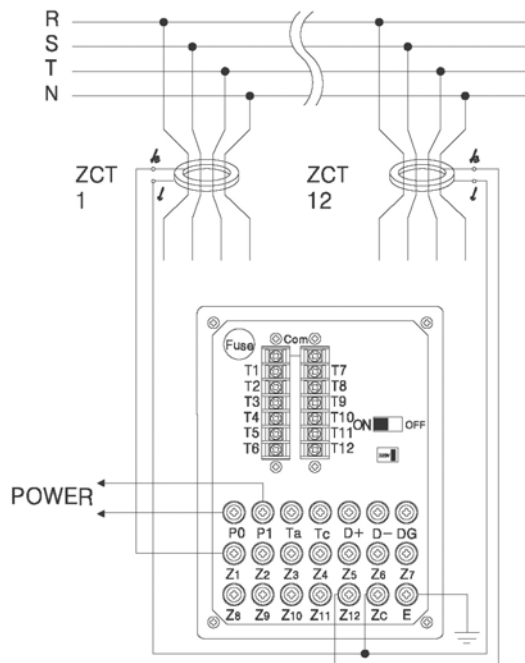 R
S
T
N
k
l
ZCT
1
ZCT
12
k
l
Fuse
Com
T1
T7
T2
T8
T3
T9
T4
T10
ON
OFF
T5
T11
T6
T12
POWER
P0
P1
Ta
Tc
D+
D-
DG
Z1
Z2
Z3
Z4
Z5
Z6
Z7
Z8
Z9
Z10
Z11
Z12
Zc
E